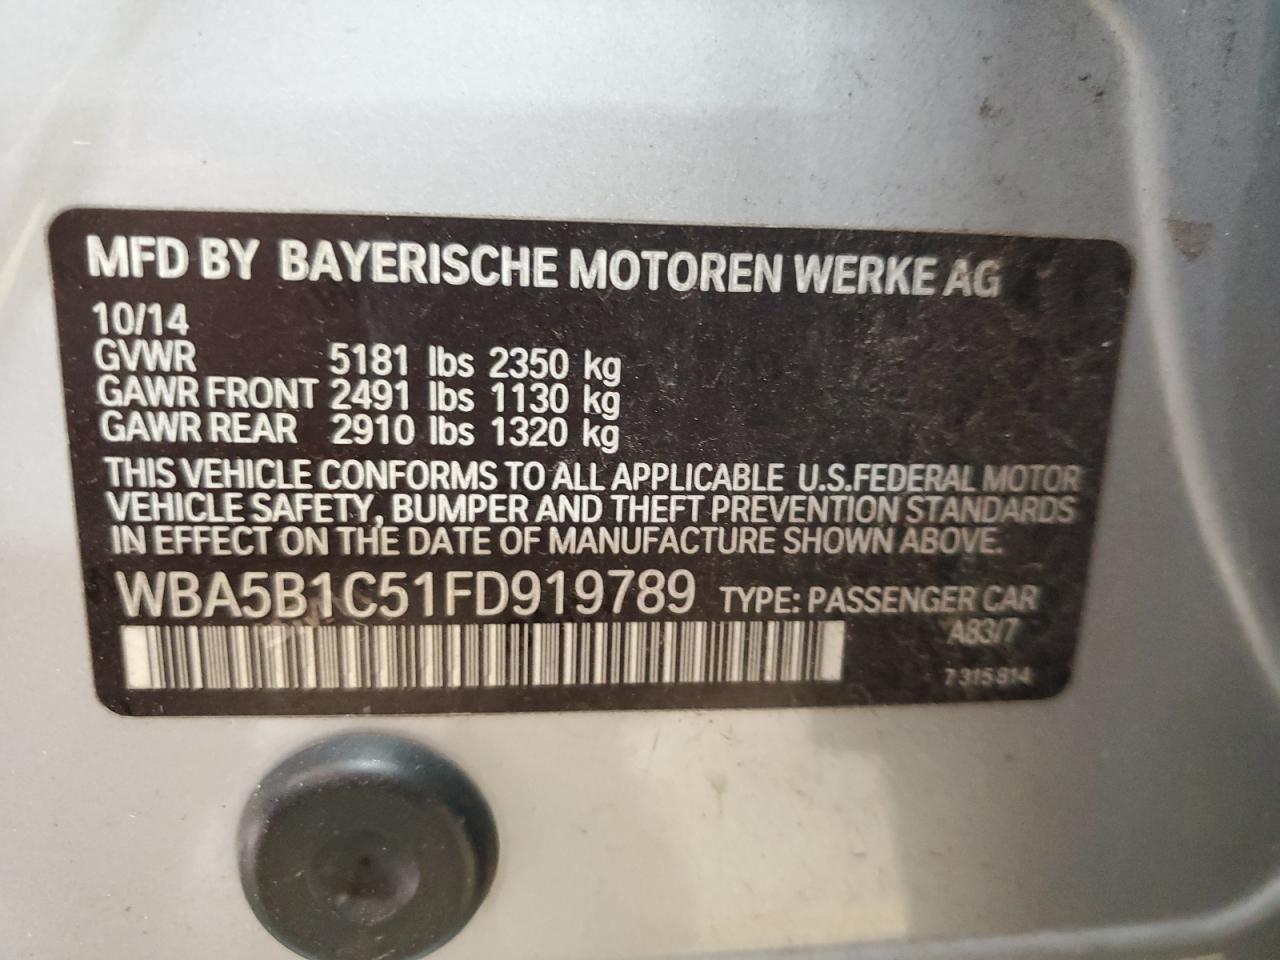 MFD BY BAYERISCHE MOTOREN WERKE AG
10/14
GVWR 5181 lbs 2350 kg
GAWR FRONT 2491 lbs 1130 kg
GAWR REAR 2910 lbs 1320 kg
THIS VEHICLE CONFORMS TO ALL APPLICABLE U.S.FEDERAL MOTOR
VEHICLE SAFETY, BUMPER AND THEFT PREVENTION STANDARDS
IN EFFECT ON THE DATE OF MANUFACTURE SHOWN ABOVE.
WBA5B1C51FD919789 TYPE: PASSENGER CAR
A83/7
7 315 814